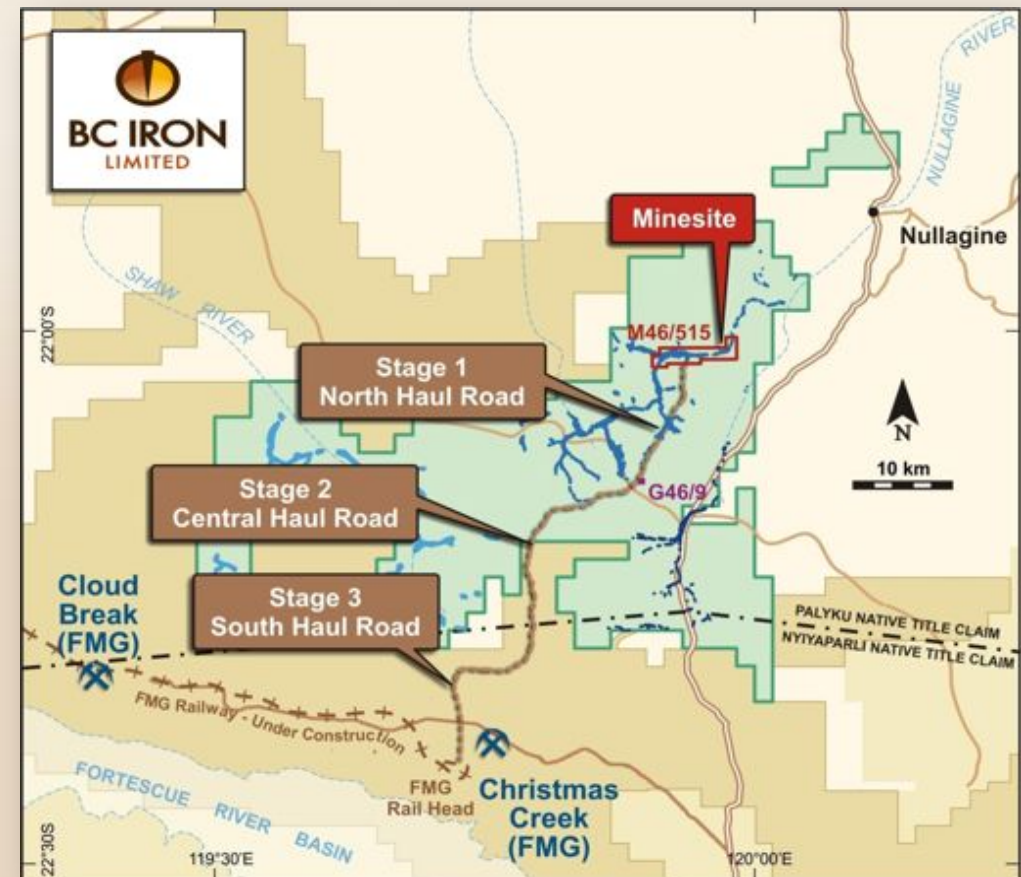 BC IRON
LIMITED
RIVER
NULLAGINE
Minesite
Nullagine
SHAW RIVER
22°00'S
M46/515
Stage 1
North Haul Road
N
10 km
Stage 2
Central Haul Road
G46/9
Cloud
Break
(FMG)
Stage 3
South Haul Road
PALYKU NATIVE TITLE CLAIM
NYIYAPARLI NATIVE TITLE CLAIM
FMG Railway - Under Construction
FMG
Rail Head
Christmas
Creek
(FMG)
FORTESCUE RIVER BASIN
22°30'S
119°30'E
120°00'E